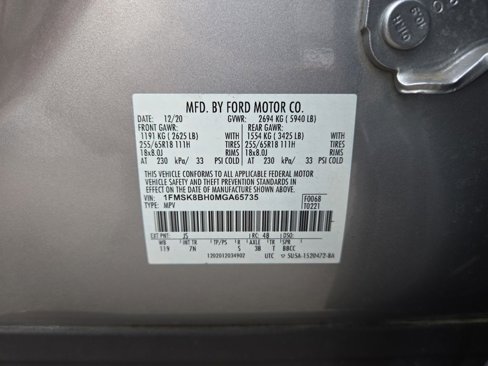 MFD. BY FORD MOTOR CO.
DATE: 12/20 GVWR: 2694 KG ( 5940 LB)
FRONT GAWR: REAR GAWR:
1191 KG ( 2625 LB) WITH 1554 KG ( 3425 LB) WITH
255/65R18 111H TIRES 255/65R18 111H TIRES
18x8.0J RIMS 18x8.0J RIMS
AT 230 kPa/ 33 PSI COLD AT 230 kPa/ 33 PSI COLD
THIS VEHICLE CONFORMS TO ALL APPLICABLE FEDERAL MOTOR
VEHICLE SAFETY AND THEFT PREVENTION STANDARDS IN EFFECT
ON THE DATE OF MANUFACTURE SHOWN ABOVE.
VIN: 1FMSK8BH0MGA65735 F0068
TYPE: MPV T0221
EXT PNT: JS RC: 48 DSO:
WB INT TR TP/PS R AXLE TR SPR
119 7N S 3B T BBCC
1202012034902 UTC 5U5A-1520472-BA